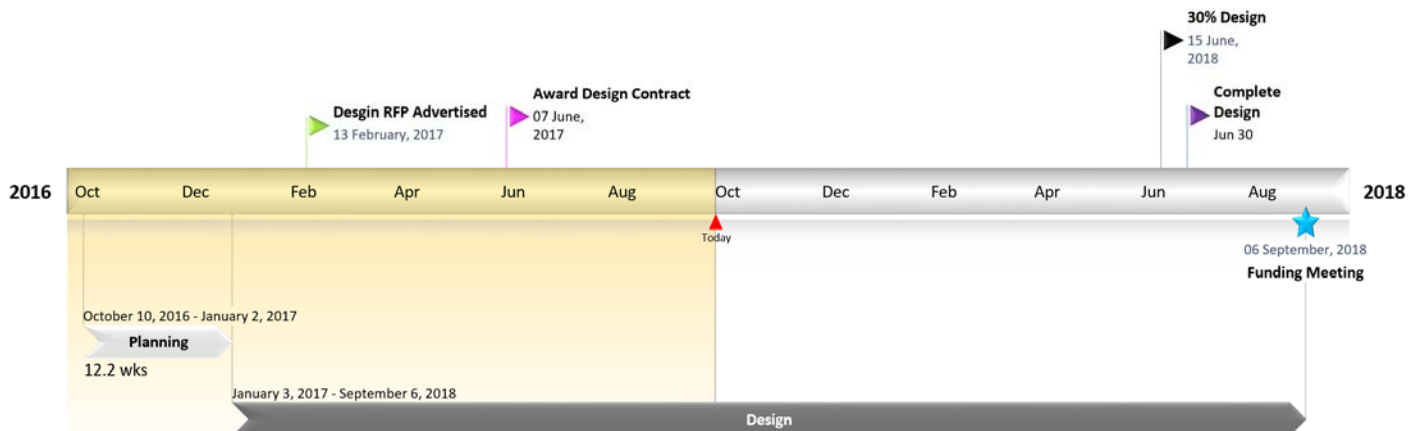 30% Design
15 June,
2018
Desgin RFP Advertised
13 February, 2017
Award Design Contract
07 June,
2017
Complete
Design
Jun 30
2016
Oct Dec Feb Apr Jun Aug Oct Dec Feb Apr Jun Aug
2018
Today
06 September, 2018
Funding Meeting
October 10, 2016 - January 2, 2017
Planning
12.2 wks
January 3, 2017 - September 6, 2018
Design